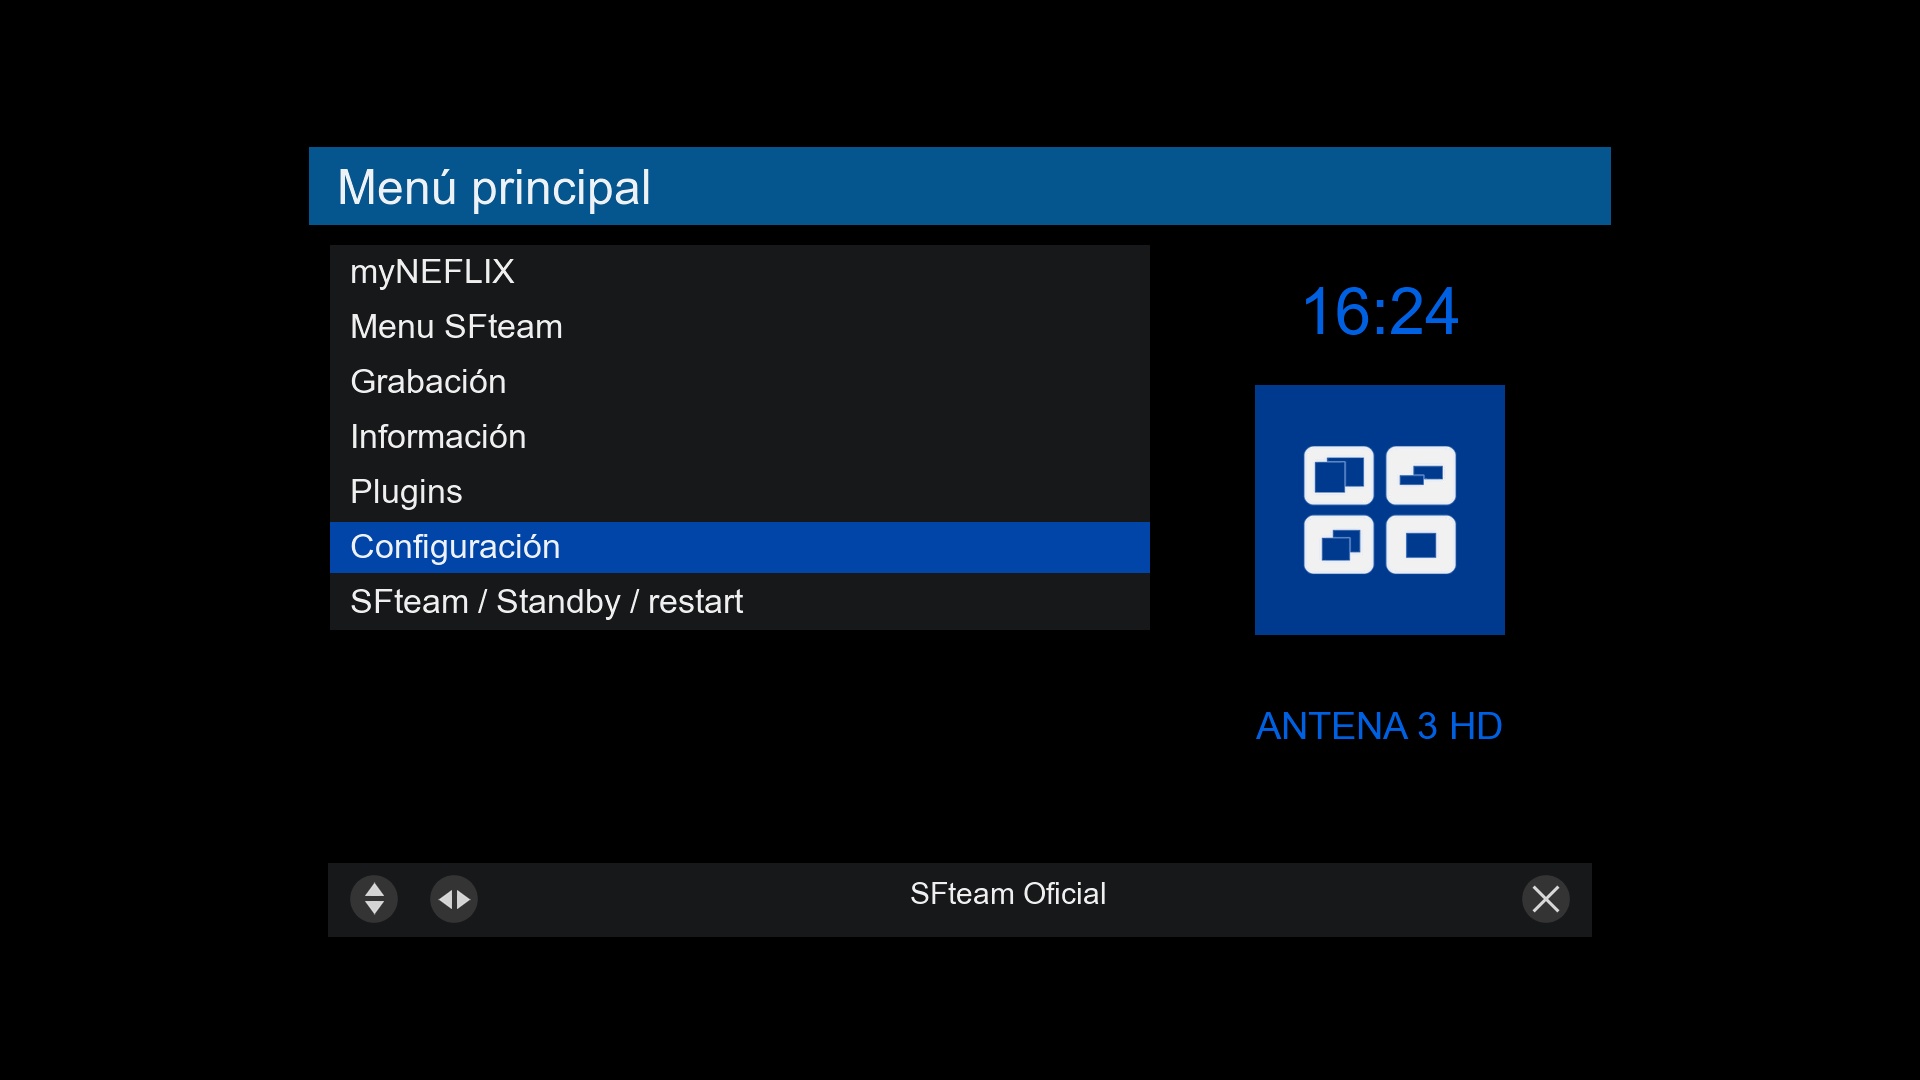 Menú principal
myNEFLIX
Menu SFteam
Grabación
Información
Plugins
Configuración
SFteam / Standby / restart
16:24
ANTENA 3 HD
SFteam Oficial